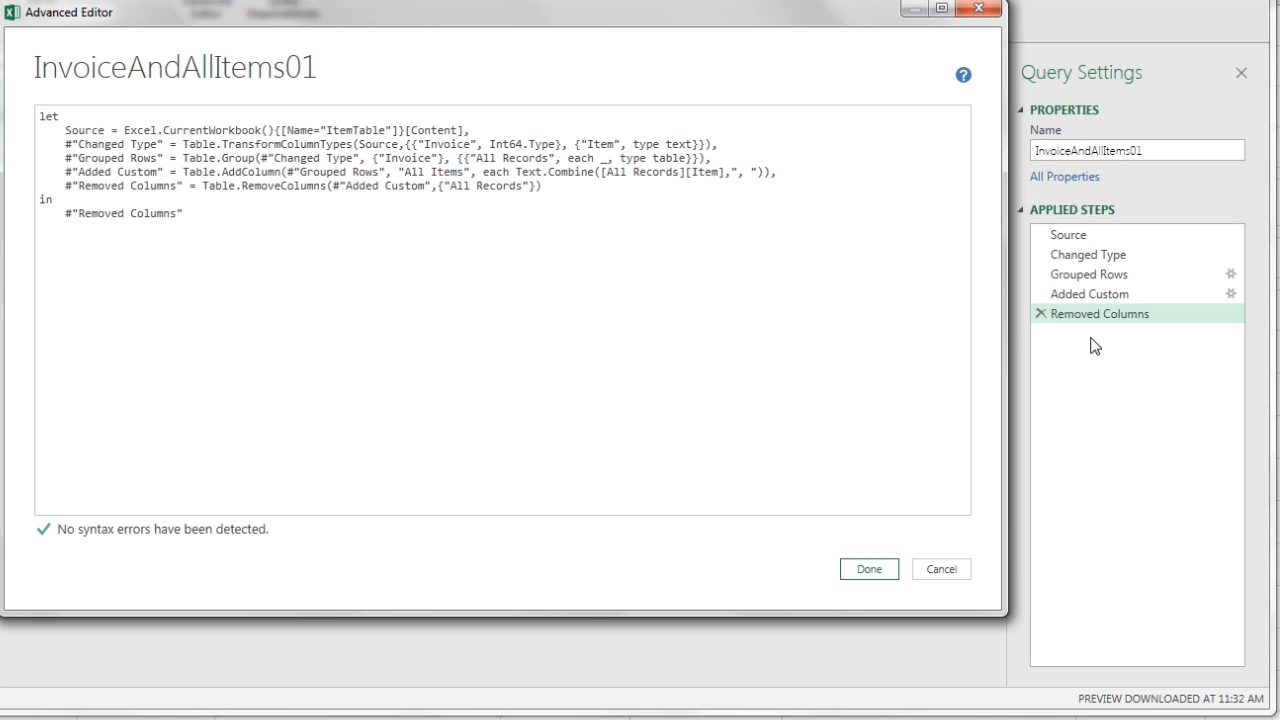 Advanced Editor
InvoiceAndAllItems01
?
let
Source = Excel.CurrentWorkbook(){[Name="ItemTable"]}[Content],
#"Changed Type" = Table.TransformColumnTypes(Source,{{"Invoice", Int64.Type}, {"Item", type text}}),
#"Grouped Rows" = Table.Group(#"Changed Type", {"Invoice"}, {{"All Records", each _, type table}}),
#"Added Custom" = Table.AddColumn(#"Grouped Rows", "All Items", each Text.Combine([All Records][Item],", ")),
#"Removed Columns" = Table.RemoveColumns(#"Added Custom",{"All Records"})
in
#"Removed Columns"
No syntax errors have been detected.
Done
Cancel
Query Settings
PROPERTIES
Name
InvoiceAndAllItems01
All Properties
APPLIED STEPS
Source
Changed Type
Grouped Rows
Added Custom
Removed Columns
PREVIEW DOWNLOADED AT 11:32 AM